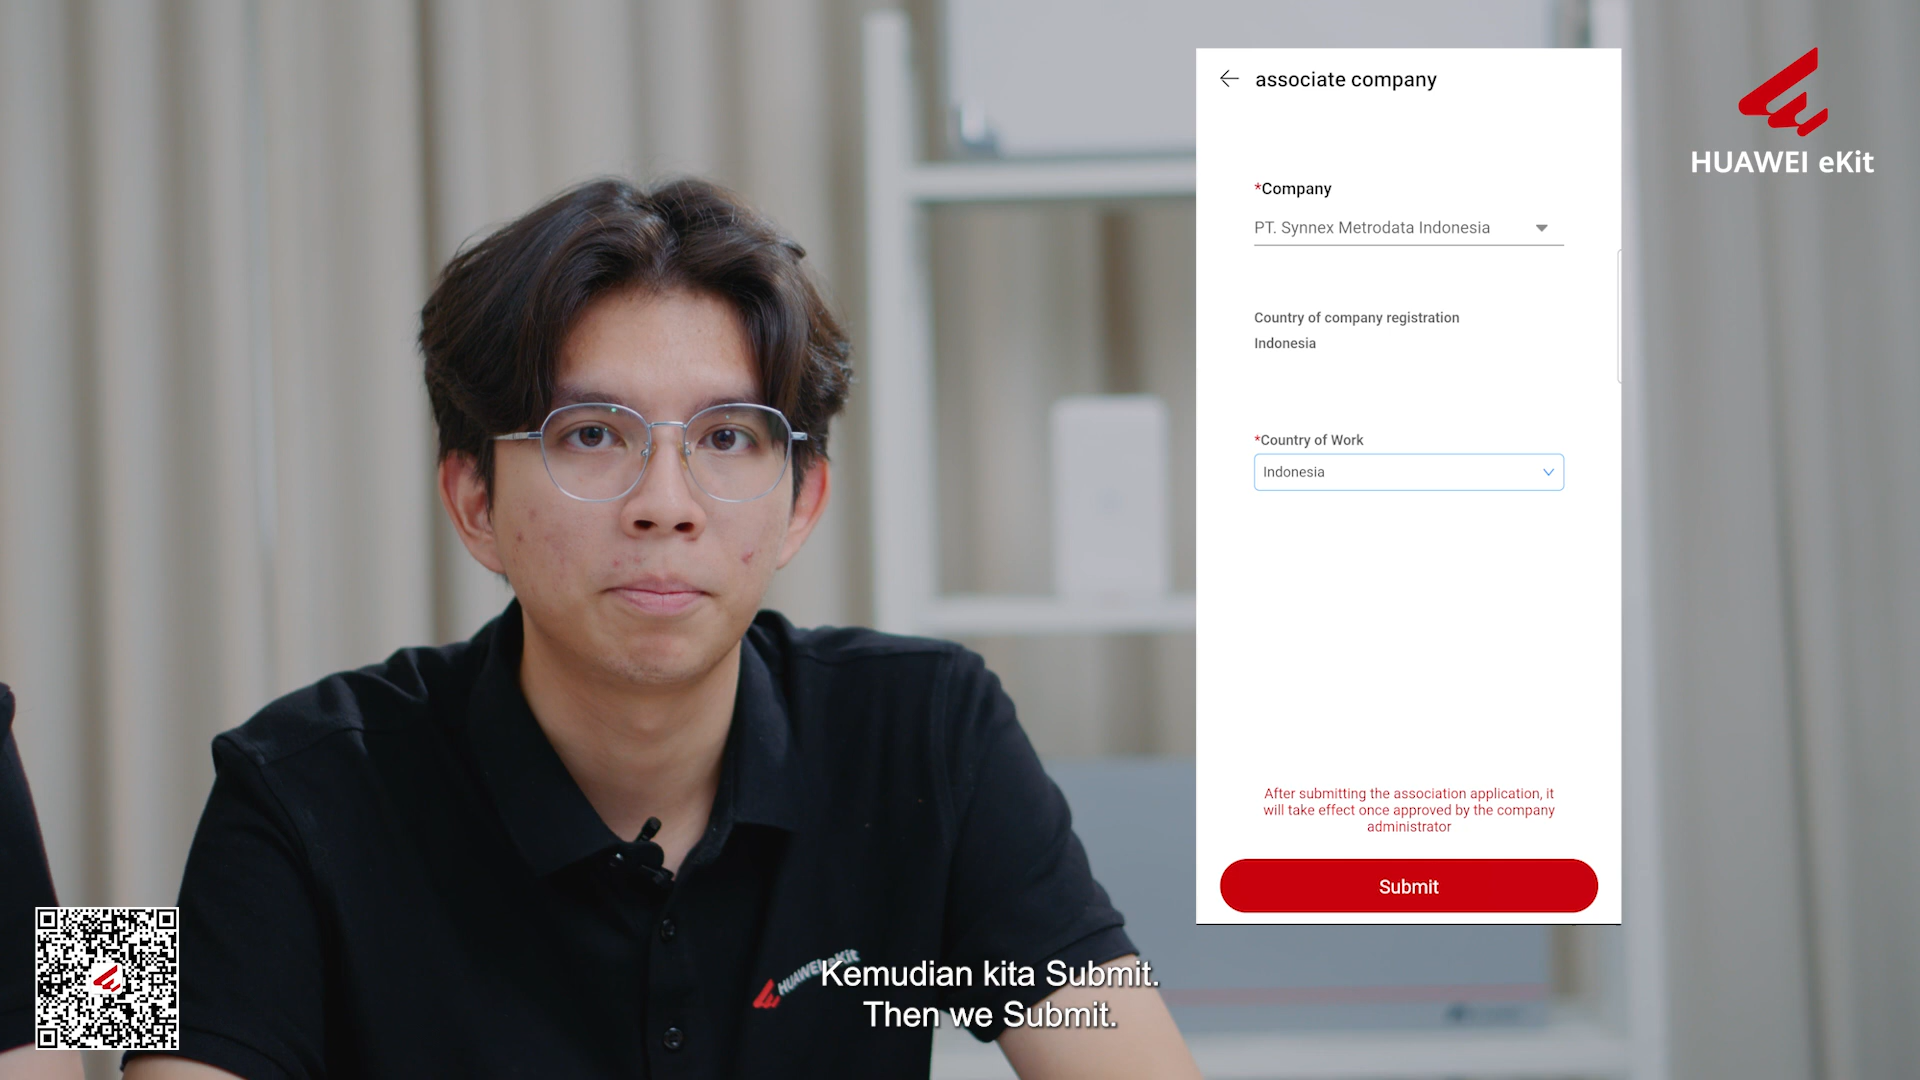 associate company
*Company
PT. Synnex Metrodata Indonesia
Country of company registration
Indonesia
*Country of Work
Indonesia
After submitting the association application, it
will take effect once approved by the company
administrator
Submit
HUAWEI eKit
HUAWEI eKit
Kemudian kita Submit.
Then we Submit.